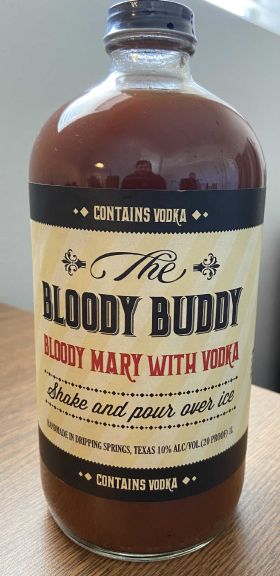 ◆◆ CONTAINS VODKA ◆◆
The
BLOODY BUDDY
BLOODY MARY WITH VODKA
Shake and pour over ice
HANDMADE IN DRIPPING SPRINGS, TEXAS 10% ALC/VOL. (20 PROOF) 1L
◆◆ CONTAINS VODKA ◆◆